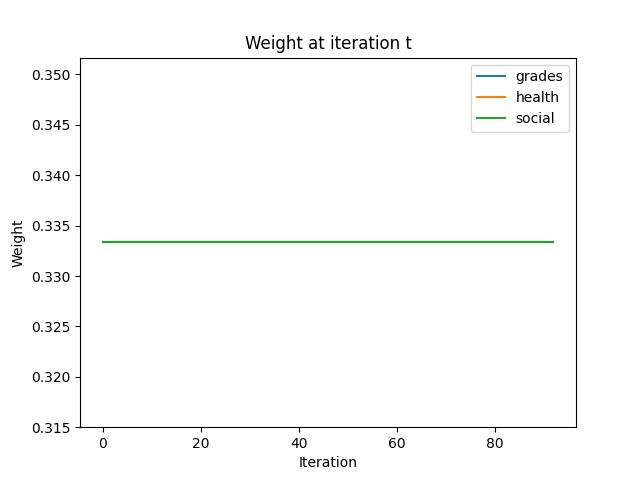 Weight at iteration t
grades
health
social
0.350
0.345
0.340
0.335
0.330
0.325
0.320
0.315
Weight
0
20
40
60
80
Iteration